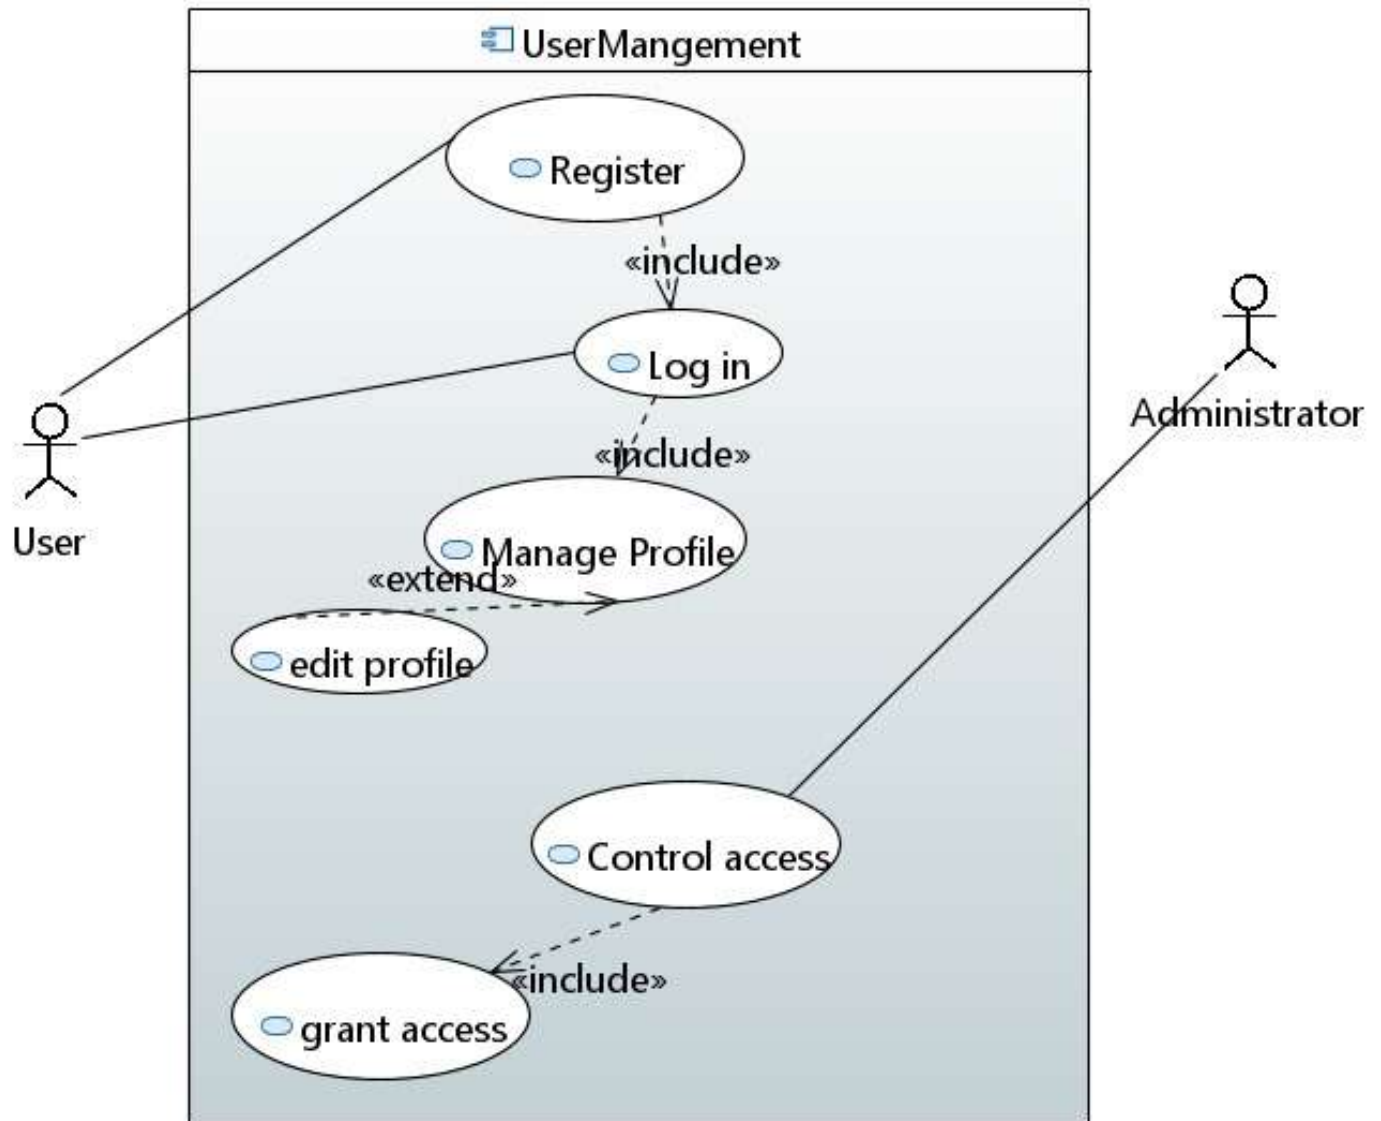 UserMangement
Register
«include»
Administrator
Log in
«include»
User
Manage Profile
«extend»
edit profile
Control access
«include»
grant access